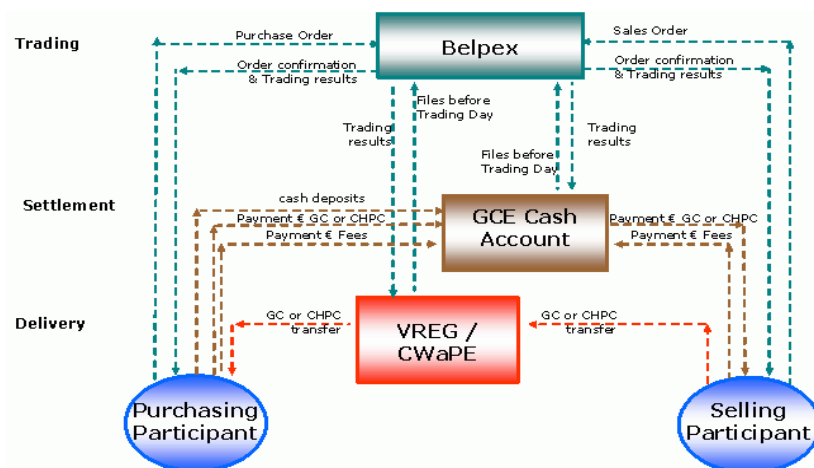 Trading
Purchase Order
Belpex
Sales Order
Order confirmation
& Trading results
Order confirmation
& Trading results
Files before
Trading Day
Trading
results
Trading
results
Files before
Trading Day
Settlement
cash deposits
GCE Cash
Account
Payment € GC or CHPC
Payment € GC or CHPC
Payment € Fees
Payment € Fees
Delivery
GC or CHPC
transfer
VREG /
CWaPE
GC or CHPC
transfer
Purchasing
Participant
Selling
Participant